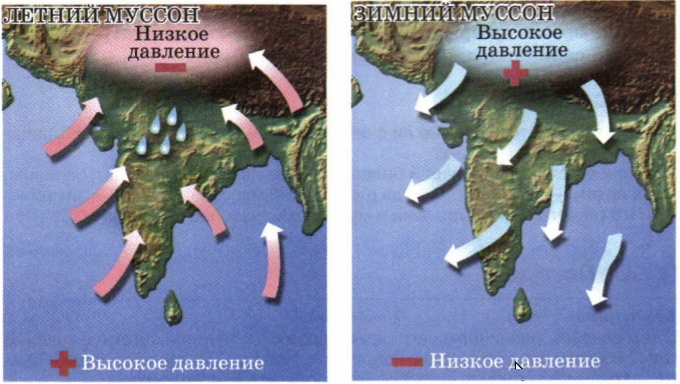 ЛЕТНИЙ МУССОН
Низкое
давление
Высокое давление
ЗИМНИЙ МУССОН
Высокое
давление
Низкое давление